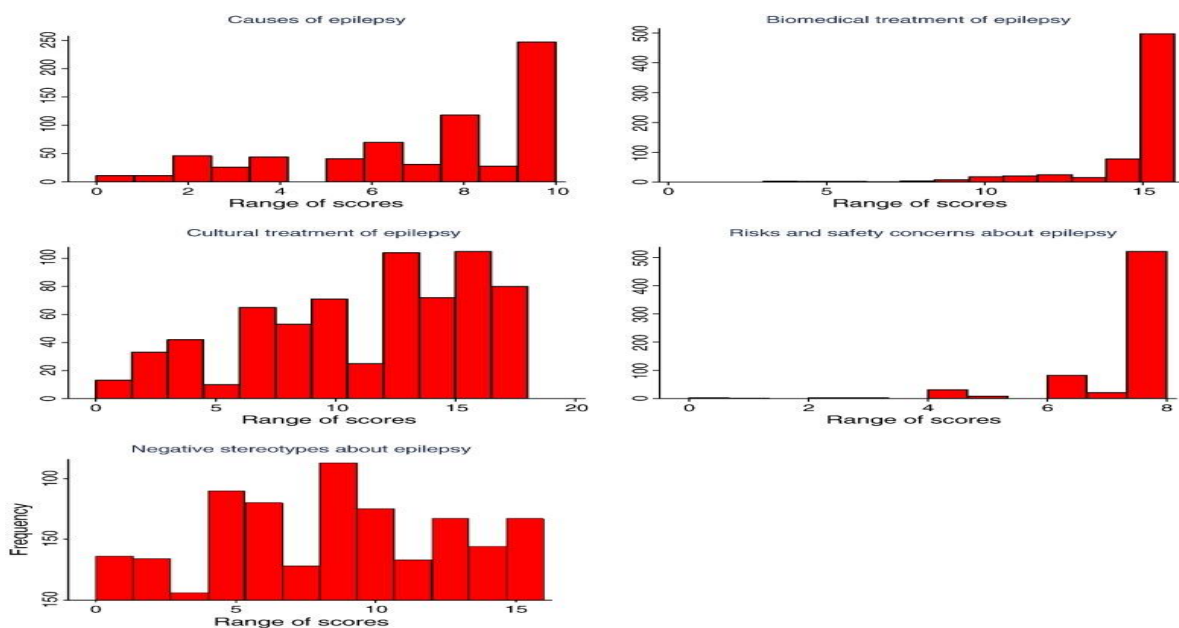 Causes of epilepsy
250
200
150
100
50
0
0 2 4 6 8 10
Range of scores
Biomedical treatment of epilepsy
500
400
300
200
100
0
0 5 10 15
Range of scores
Cultural treatment of epilepsy
100
80
60
40
20
0
0 5 10 15 20
Range of scores
Risks and safety concerns about epilepsy
500
400
300
200
100
0
0 2 4 6 8
Range of scores
Negative stereotypes about epilepsy
Frequency
100
150
150
0 5 10 15
Range of scores